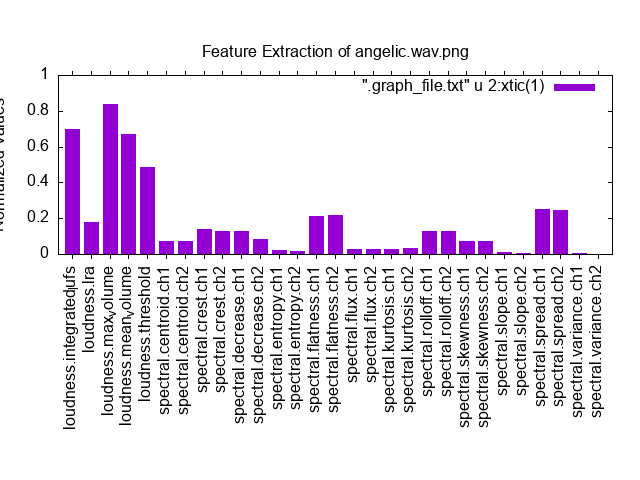 Feature Extraction of angelic.wav.png
".graph_file.txt" u 2:xtic(1)
1
0.8
0.6
0.4
0.2
0
Normalized Values
loudness.integratedlufs
loudness.lra
loudness.maxvolume
loudness.meanvolume
loudness.threshold
spectral.centroid.ch1
spectral.centroid.ch2
spectral.crest.ch1
spectral.crest.ch2
spectral.decrease.ch1
spectral.decrease.ch2
spectral.entropy.ch1
spectral.entropy.ch2
spectral.flatness.ch1
spectral.flatness.ch2
spectral.flux.ch1
spectral.flux.ch2
spectral.kurtosis.ch1
spectral.kurtosis.ch2
spectral.rolloff.ch1
spectral.rolloff.ch2
spectral.skewness.ch1
spectral.skewness.ch2
spectral.slope.ch1
spectral.slope.ch2
spectral.spread.ch1
spectral.spread.ch2
spectral.variance.ch1
spectral.variance.ch2